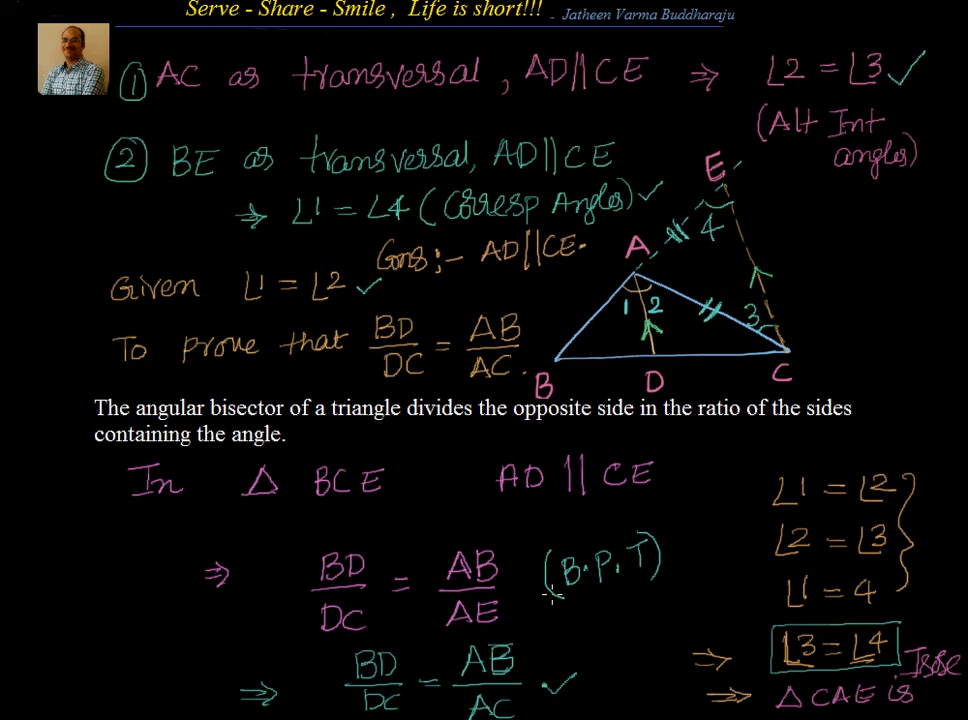 Serve - Share - Smile , Life is short!!! - Jatheen Varma Buddharaju
① AC as transversal, AD∥CE ⇒ ∠2 = ∠3 ✓
(Alt Int angles)
② BE as transversal, AD∥CE
⇒ ∠1 = ∠4 (Corresp Angles) ✓
Cons :- AD∥CE.
Given ∠1 = ∠2 ✓
To prove that BD/DC = AB/AC.
E
4
A
1 2 3
B D C
The angular bisector of a triangle divides the opposite side in the ratio of the sides
containing the angle.
In △ BCE AD ∥ CE
⇒ BD/DC = AB/AE (B.P.T)
⇒ BD/DC = AB/AC ✓
∠1 = ∠2
∠2 = ∠3
∠1 = 4
⇒ ∠3 = ∠4
⇒ △ CAE is Isose